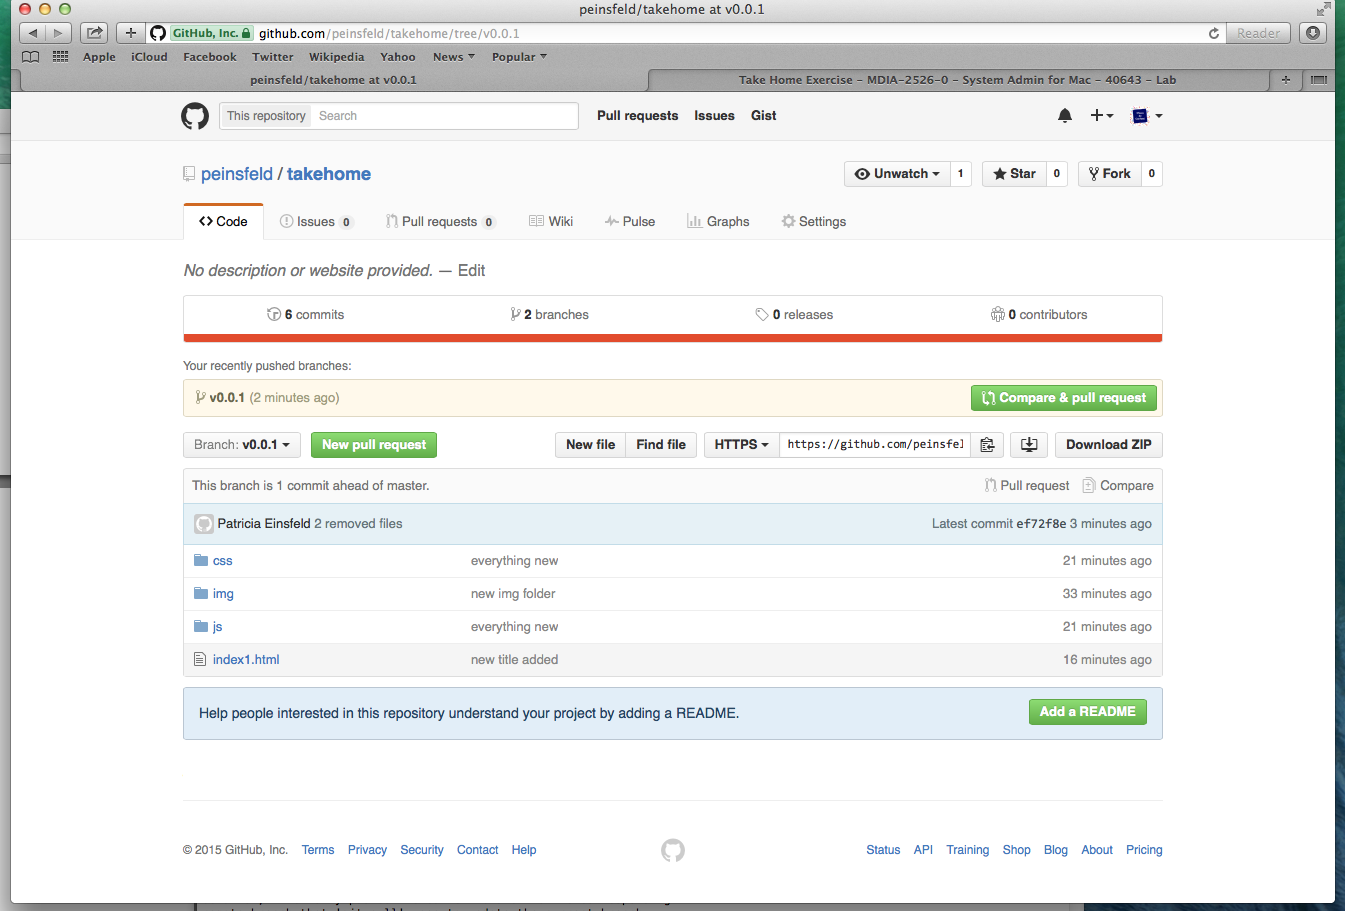 peinsfeld/takehome at v0.0.1
GitHub, Inc. github.com/peinsfeld/takehome/tree/v0.0.1 Reader
Apple iCloud Facebook Twitter Wikipedia Yahoo News Popular
peinsfeld/takehome at v0.0.1 Take Home Exercise – MDIA-2526-0 – System Admin for Mac – 40643 – Lab
This repository Search Pull requests Issues Gist
peinsfeld / takehome Unwatch 1 Star 0 Fork 0
Code Issues 0 Pull requests 0 Wiki Pulse Graphs Settings
No description or website provided. — Edit
6 commits 2 branches 0 releases 0 contributors
Your recently pushed branches:
v0.0.1 (2 minutes ago) Compare & pull request
Branch: v0.0.1 New pull request New file Find file HTTPS https://github.com/peinsfel Download ZIP
This branch is 1 commit ahead of master. Pull request Compare
Patricia Einsfeld 2 removed files Latest commit ef72f8e 3 minutes ago
css everything new 21 minutes ago
img new img folder 33 minutes ago
js everything new 21 minutes ago
index1.html new title added 16 minutes ago
Help people interested in this repository understand your project by adding a README. Add a README
© 2015 GitHub, Inc. Terms Privacy Security Contact Help Status API Training Shop Blog About Pricing